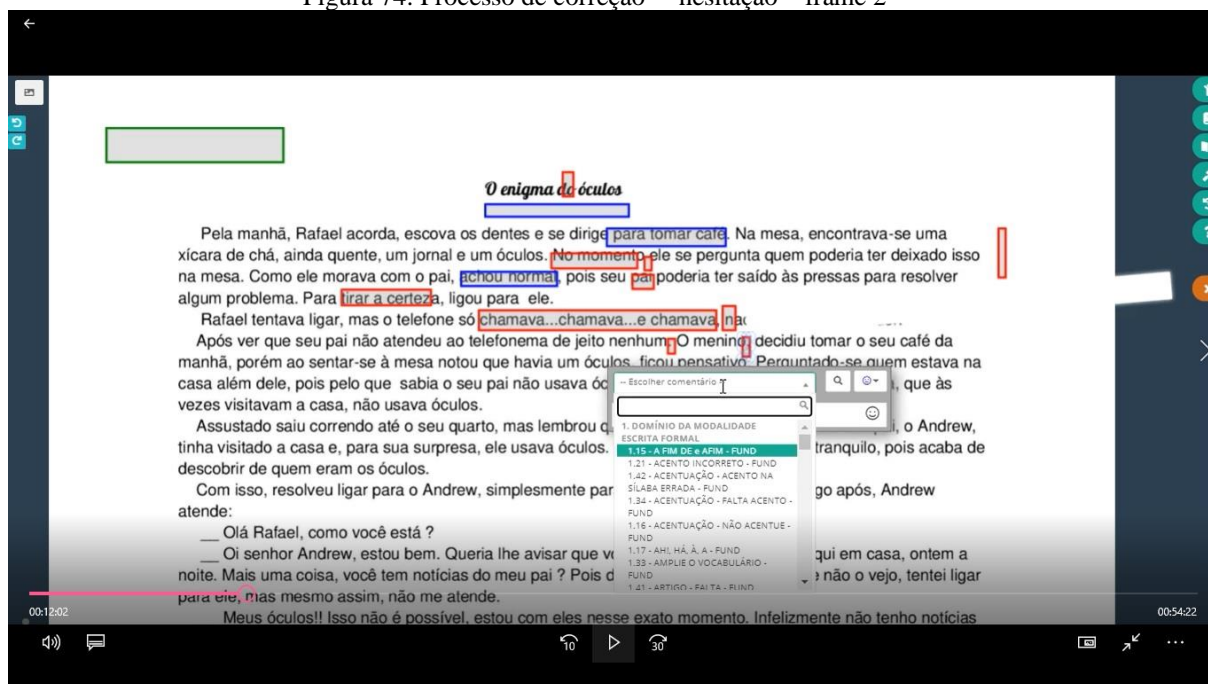 Figura 74: Processo de correção – hesitação – frame 2
O enigma do óculos
Pela manhã, Rafael acorda, escova os dentes e se dirige para tomar café. Na mesa, encontrava-se uma
xícara de chá, ainda quente, um jornal e um óculos. No momento ele se pergunta quem poderia ter deixado isso
na mesa. Como ele morava com o pai, achou normal, pois seu pai poderia ter saído às pressas para resolver
algum problema. Para tirar a certeza, ligou para ele.
Rafael tentava ligar, mas o telefone só chamava...chamava...e chamava,
Após ver que seu pai não atendeu ao telefonema de jeito nenhum. O menino, decidiu tomar o seu café da
manhã, porém ao sentar-se à mesa notou que havia um óculos, ficou pensativo. Perguntado-se quem estava na
casa além dele, pois pelo que sabia o seu pai não usava , que às
vezes visitavam a casa, não usava óculos.
Assustado saiu correndo até o seu quarto, mas lembrou , o Andrew,
tinha visitado a casa e, para sua surpresa, ele usava óculos. tranquilo, pois acaba de
descobrir de quem eram os óculos.
Com isso, resolveu ligar para o Andrew, simplesmente após, Andrew
atende:
__ Olá Rafael, como você está ?
__ Oi senhor Andrew, estou bem. Queria lhe avisar que em casa, ontem a
noite. Mais uma coisa, você tem notícias do meu pai ? Pois não o vejo, tentei ligar
para ele, mas mesmo assim, não me atende.
Meus óculos!! Isso não é possível, estou com eles nesse exato momento. Infelizmente não tenho notícias
-- Escolher comentário
1. DOMÍNIO DA MODALIDADE
ESCRITA FORMAL
1.15 - A FIM DE e AFIM - FUND
1.21 - ACENTO INCORRETO - FUND
1.42 - ACENTUAÇÃO - ACENTO NA
SÍLABA ERRADA - FUND
1.34 - ACENTUAÇÃO - FALTA ACENTO -
FUND
1.16 - ACENTUAÇÃO - NÃO ACENTUE -
FUND
1.17 - AH!, HÁ, À, A - FUND
1.33 - AMPLIE O VOCABULÁRIO -
FUND
1.41 - ARTIGO - FALTA - FUND
00:12:02
00:54:22
10
30